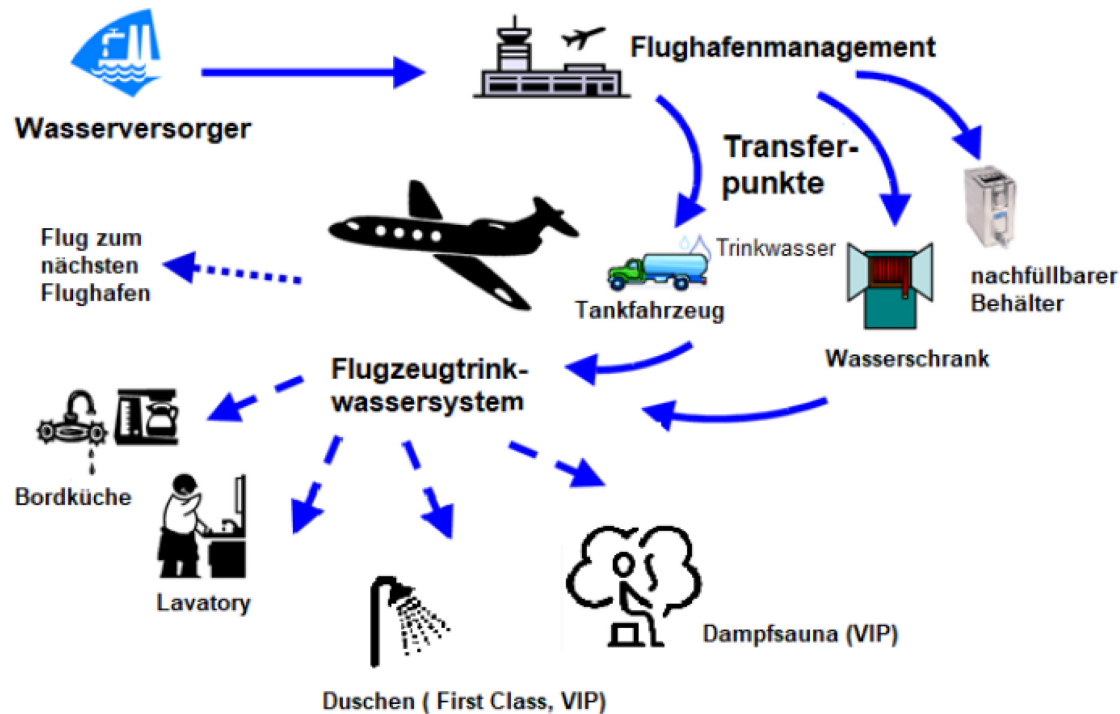 Flughafenmanagement
Wasserversorger
Transfer-
punkte
Flug zum
nächsten
Flughafen
Trinkwasser
Tankfahrzeug
nachfüllbarer
Behälter
Wasserschrank
Flugzeugtrink-
wassersystem
Bordküche
Lavatory
Dampfsauna (VIP)
Duschen ( First Class, VIP)